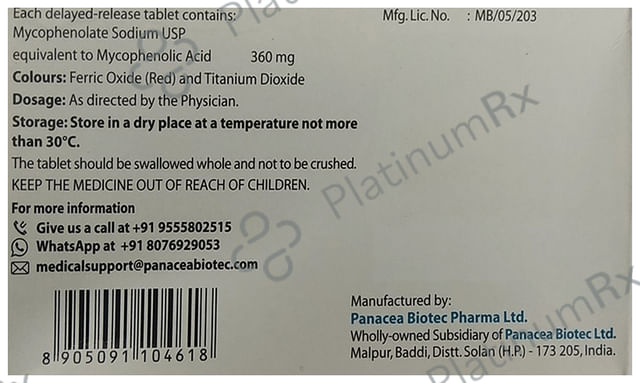 Each delayed-release tablet contains:
Mycophenolate Sodium USP
equivalent to Mycophenolic Acid 360 mg
Colours: Ferric Oxide (Red) and Titanium Dioxide
Dosage: As directed by the Physician.
Storage: Store in a dry place at a temperature not more
than 30°C.
The tablet should be swallowed whole and not to be crushed.
KEEP THE MEDICINE OUT OF REACH OF CHILDREN.
For more information
Give us a call at +91 9555802515
WhatsApp at +91 8076929053
medicalsupport@panaceabiotec.com
8 905091 104618
Mfg. Lic. No. : MB/05/203
Manufactured by:
Panacea Biotec Pharma Ltd.
Wholly-owned Subsidiary of Panacea Biotec Ltd.
Malpur, Baddi, Distt. Solan (H.P.) - 173 205, India.
PlatinumRx
PlatinumRx
PlatinumRx